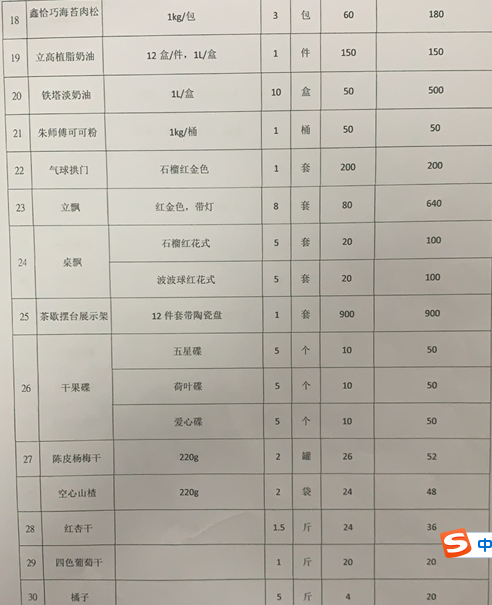 18 鑫恰巧海苔肉松 1kg/包 3 包 60 180
19 立高植脂奶油 12 盒/件，1L/盒 1 件 150 150
20 铁塔淡奶油 1L/盒 10 盒 50 500
21 朱师傅可可粉 1kg/桶 1 桶 50 50
22 气球拱门 石榴红金色 1 套 200 200
23 立飘 红金色，带灯 8 套 80 640
24 桌飘 石榴红花式 5 套 20 100
波波球红花式 5 套 20 100
25 茶歇摆台展示架 12 件套带陶瓷盘 1 套 900 900
26 干果碟 五星碟 5 个 10 50
荷叶碟 5 个 10 50
爱心碟 5 个 10 50
27 陈皮杨梅干 220g 2 罐 26 52
空心山楂 220g 2 袋 24 48
28 红杏干 1.5 斤 24 36
29 四色葡萄干 1 斤 20 20
30 橘子 5 斤 4 20
S 中